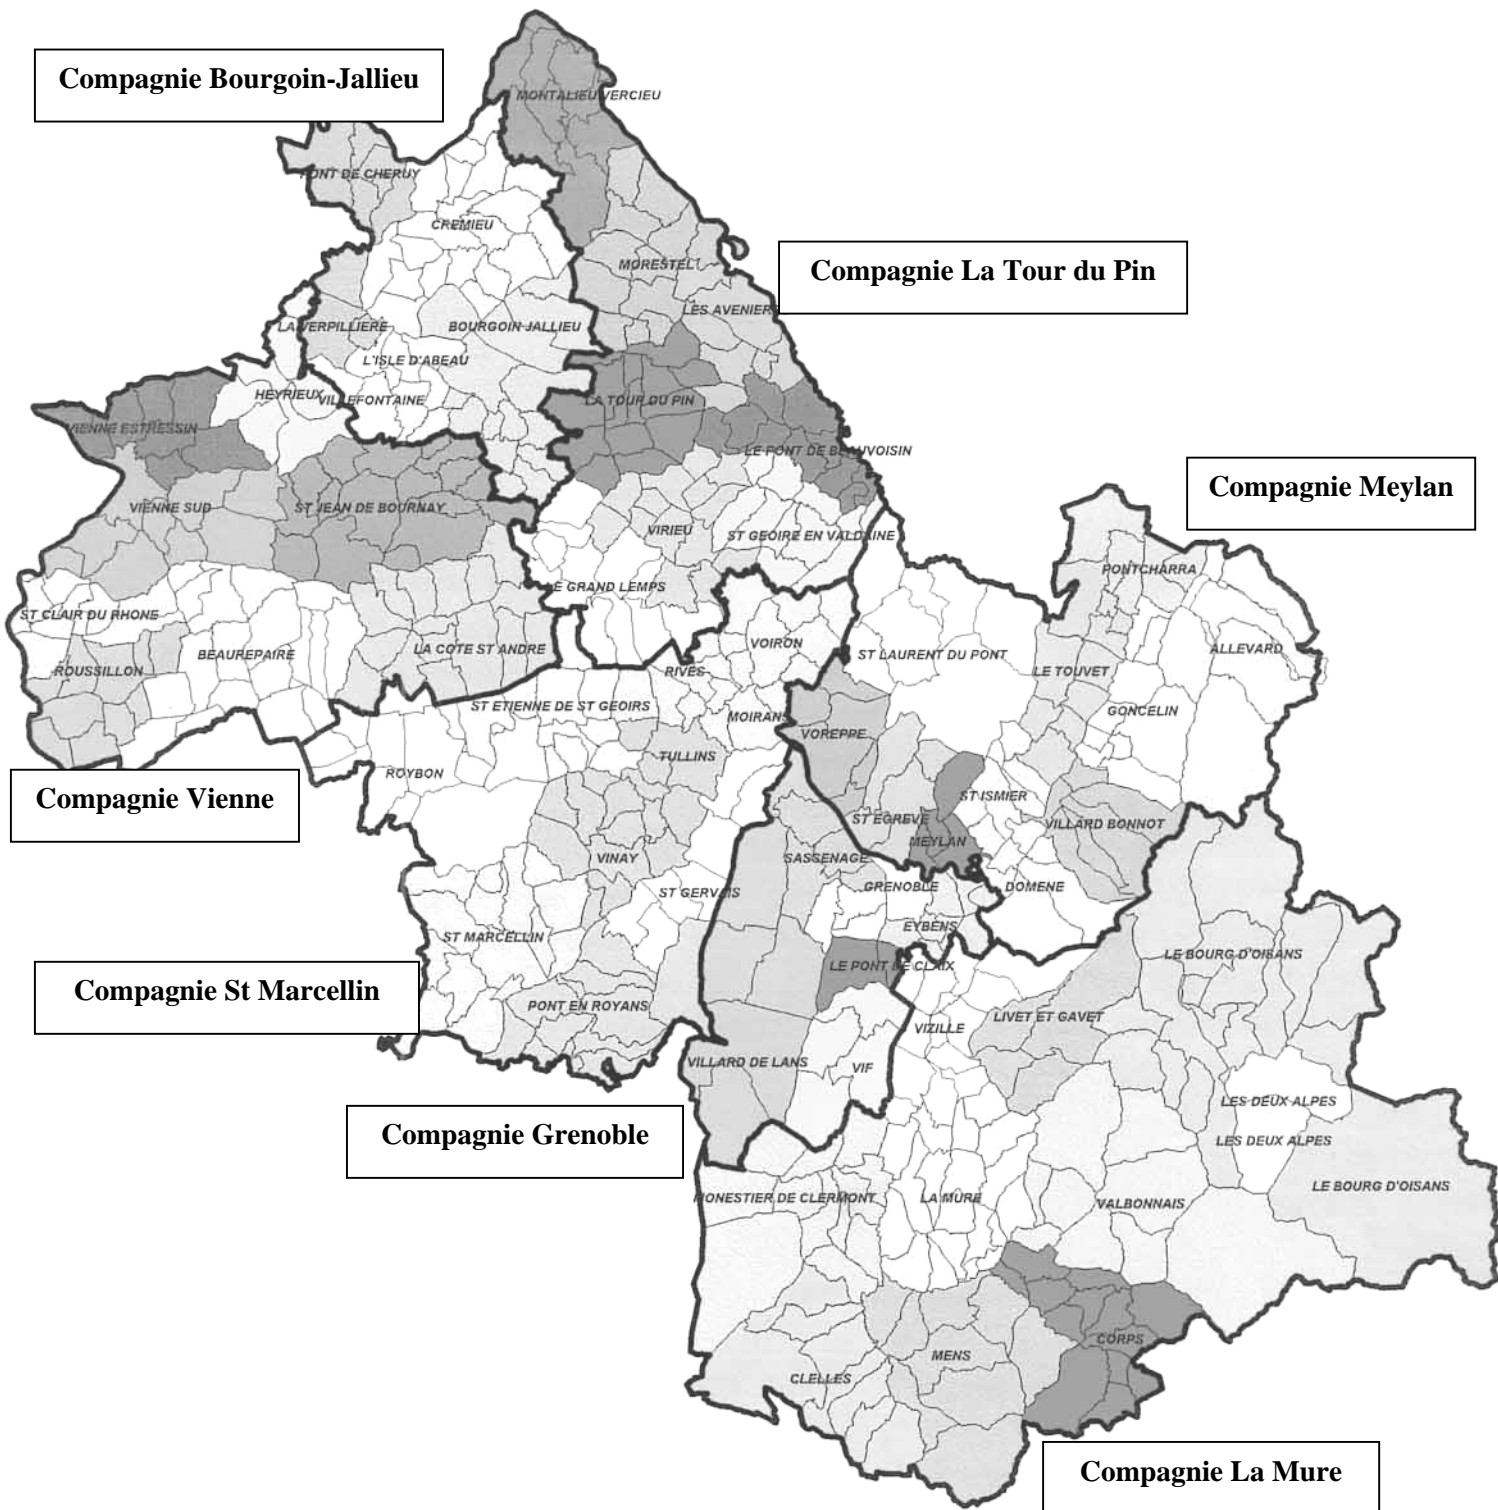 Compagnie Bourgoin-Jallieu
MONTALIEU VERCIEU
PONT DE CHERUY
CREMIEU
Compagnie La Tour du Pin
MORESTEL
LES AVENIERS
LA VERPILLIERE
BOURGOIN JALLIEU
L'ISLE D'ABEAU
HEYRIEUX
VILLEFONTAINE
LA TOUR DU PIN
VIENNE ESTRESSIN
LE PONT DE BEAUVOISIN
Compagnie Meylan
VIENNE SUD
ST JEAN DE BOURNAY
VIRIEU
ST GEOIRE EN VALDAINE
PONTCHARRA
LE GRAND LEMPS
ST CLAIR DU RHONE
VOIRON
ST LAURENT DU PONT
ALLEVARD
BEAUREPAIRE
LA COTE ST ANDRE
ROUSSILLON
RIVES
LE TOUVET
ST ETIENNE DE ST GEOIRS
MOIRANS
GONCELIN
VOREPPE
TULLINS
ROYBON
Compagnie Vienne
ST ISMIER
ST EGREVE
VILLARD BONNOT
MEYLAN
VINAY
SASSENAGE
GRENOBLE
DOMENE
ST GERVAIS
EYBENS
ST MARCELLIN
LE PONT DE CLAIX
LE BOURG D'OISANS
Compagnie St Marcellin
PONT EN ROYANS
VIZILLE
LIVET ET GAVET
VILLARD DE LANS
VIF
LES DEUX ALPES
Compagnie Grenoble
LES DEUX ALPES
LE BOURG D'OISANS
MONESTIER DE CLERMONT
LA MURE
VALBONNAIS
CORPS
MENS
CLELLES
Compagnie La Mure